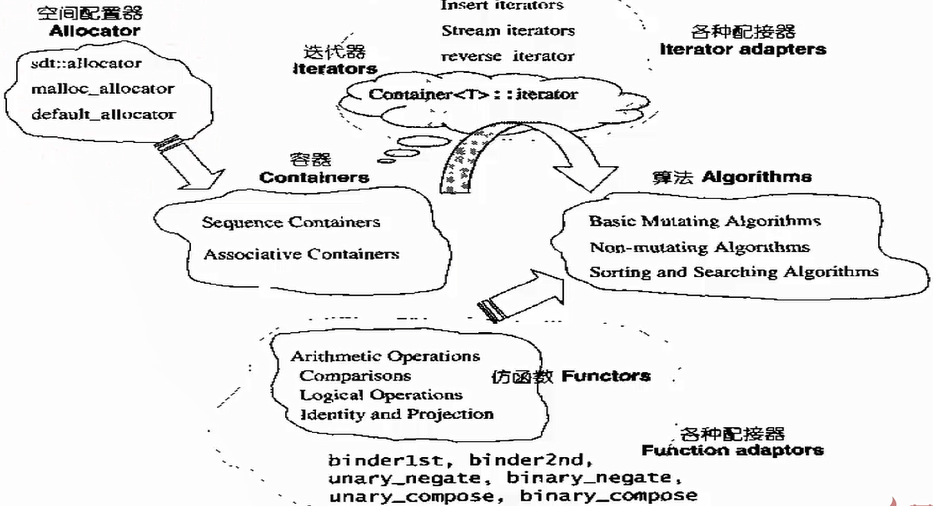 空间配置器
Allocator
sdt::allocator
malloc_allocator
default_allocator
Insert iterators
Stream iterators
reverse iterator
迭代器
Iterators
各种配接器
Iterator adapters
Container<T>::iterator
容器
Containers
Sequence Containers
Associative Containers
算法 Algorithms
Basic Mutating Algorithms
Non-mutating Algorithms
Sorting and Searching Algorithms
Arithmetic Operations
Comparisons
Logical Operations
Identity and Projection
仿函数 Functors
各种配接器
Function adaptors
binder1st, binder2nd,
unary_negate, binary_negate,
unary_compose, binary_compose